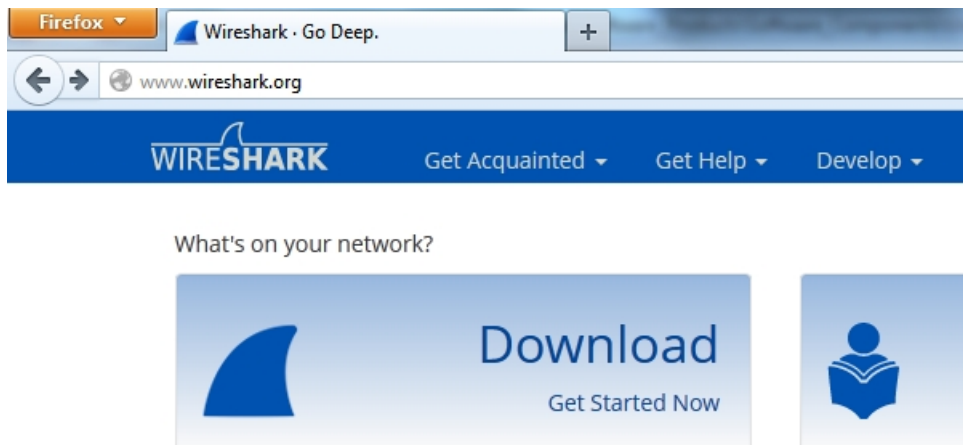 Firefox
Wireshark · Go Deep.
www.wireshark.org
WIRESHARK
Get Acquainted
Get Help
Develop
What's on your network?
Download
Get Started Now